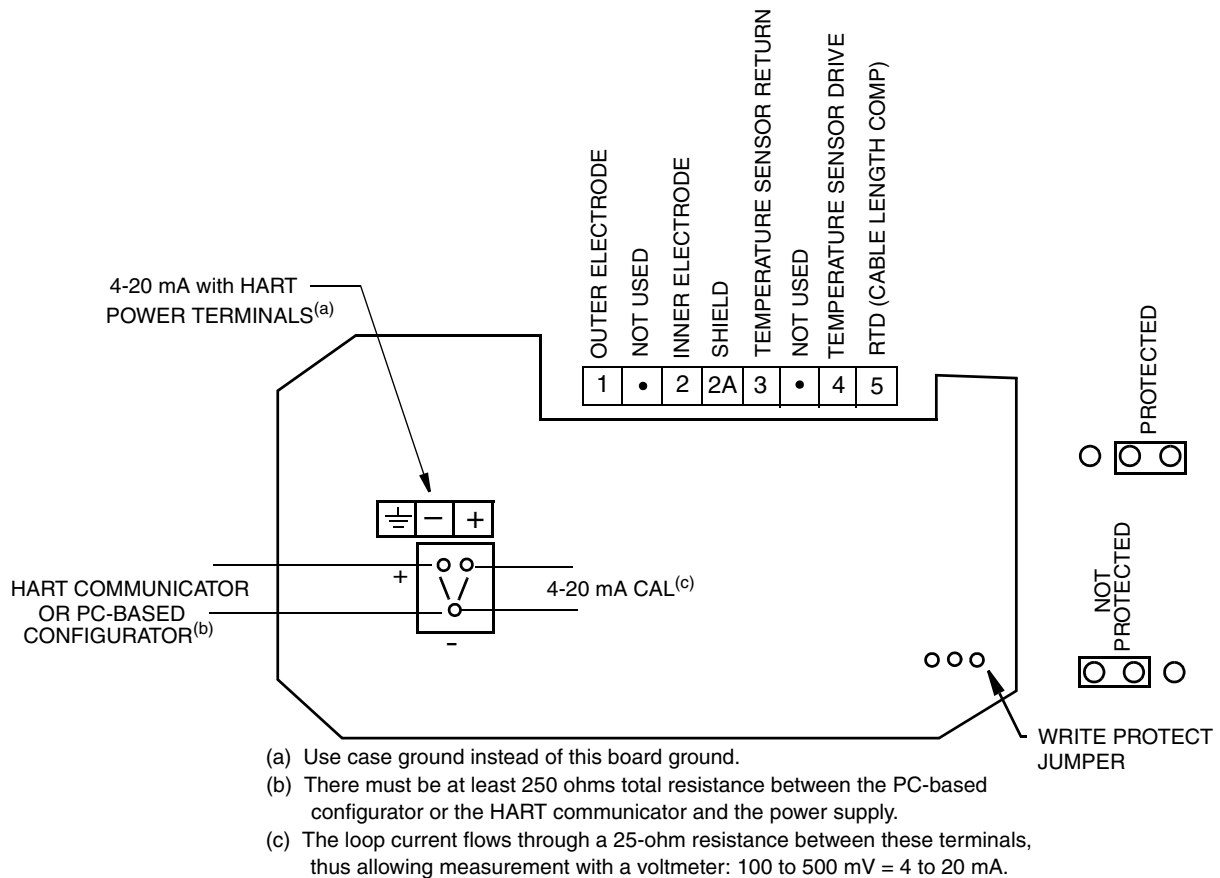 OUTER ELECTRODE
NOT USED
INNER ELECTRODE
SHIELD
TEMPERATURE SENSOR RETURN
NOT USED
TEMPERATURE SENSOR DRIVE
RTD (CABLE LENGTH COMP)
1 • 2 2A 3 • 4 5
4-20 mA with HART
POWER TERMINALS(a)
PROTECTED
− +
+
HART COMMUNICATOR
OR PC-BASED
CONFIGURATOR(b)
4-20 mA CAL(c)
-
NOT
PROTECTED
WRITE PROTECT
JUMPER
(a) Use case ground instead of this board ground.
(b) There must be at least 250 ohms total resistance between the PC-based
configurator or the HART communicator and the power supply.
(c) The loop current flows through a 25-ohm resistance between these terminals,
thus allowing measurement with a voltmeter: 100 to 500 mV = 4 to 20 mA.